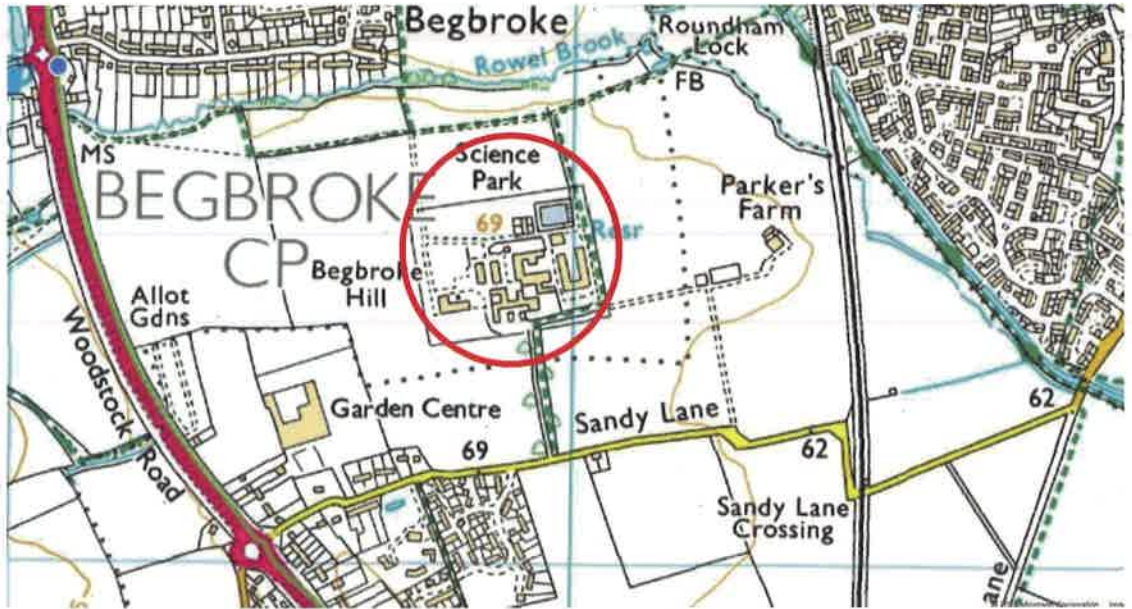 Begbroke
Roundham
Lock
Rowel Brook
FB
MS
Science
Park
BEGBROKE
CP
69
Resr
Parker's
Farm
Begbroke
Hill
Allot
Gdns
Woodstock
Road
Garden Centre
Sandy Lane
62
62
69
Sandy Lane
Crossing